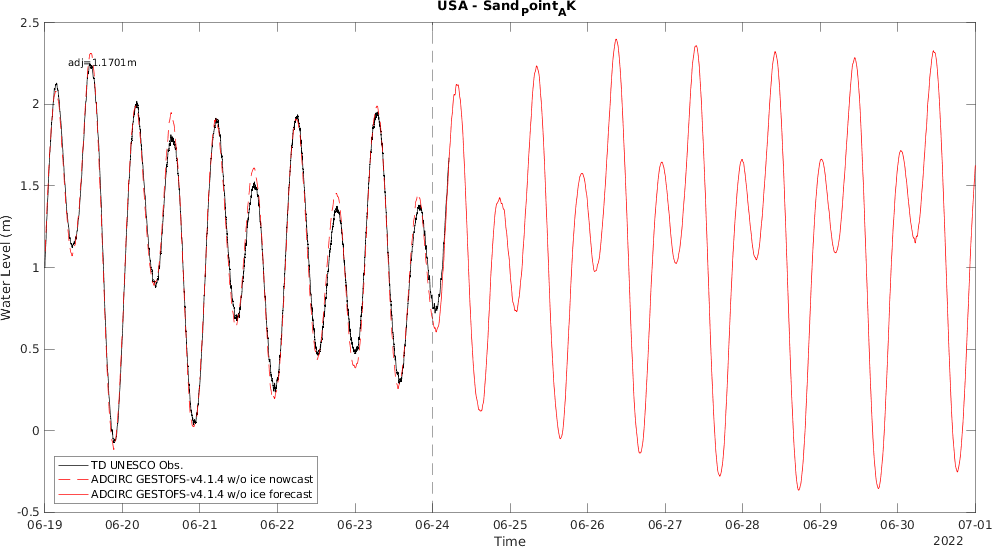 USA - Sand_Point_AK
adj=1.1701m
2.5
2
1.5
1
0.5
0
-0.5
Water Level (m)
TD UNESCO Obs.
ADCIRC GESTOFS-v4.1.4 w/o ice nowcast
ADCIRC GESTOFS-v4.1.4 w/o ice forecast
06-19 06-20 06-21 06-22 06-23 06-24 06-25 06-26 06-27 06-28 06-29 06-30 07-01
Time
2022